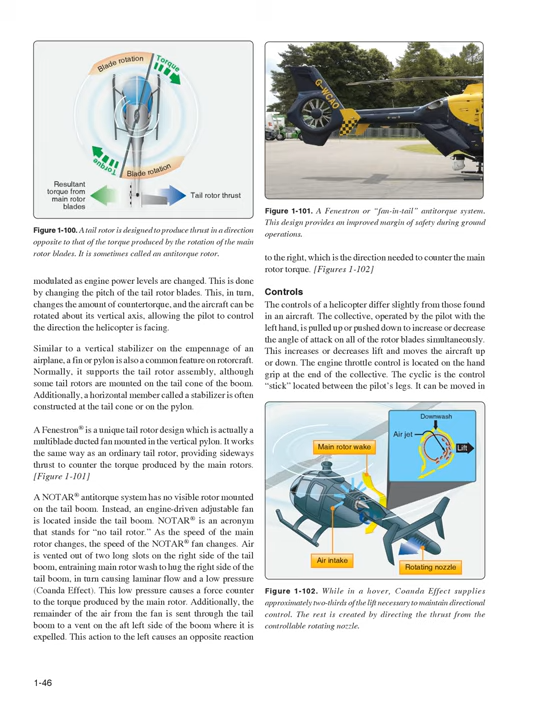 Blade rotation
Torque
Torque
Blade rotation
Resultant
torque from
main rotor
blades
Tail rotor thrust
Figure 1-100. A tail rotor is designed to produce thrust in a direction
opposite to that of the torque produced by the rotation of the main
rotor blades. It is sometimes called an antitorque rotor.
modulated as engine power levels are changed. This is done
by changing the pitch of the tail rotor blades. This, in turn,
changes the amount of countertorque, and the aircraft can be
rotated about its vertical axis, allowing the pilot to control
the direction the helicopter is facing.
Similar to a vertical stabilizer on the empennage of an
airplane, a fin or pylon is also a common feature on rotorcraft.
Normally, it supports the tail rotor assembly, although
some tail rotors are mounted on the tail cone of the boom.
Additionally, a horizontal member called a stabilizer is often
constructed at the tail cone or on the pylon.
A Fenestron® is a unique tail rotor design which is actually a
multiblade ducted fan mounted in the vertical pylon. It works
the same way as an ordinary tail rotor, providing sideways
thrust to counter the torque produced by the main rotors.
[Figure 1-101]
A NOTAR® antitorque system has no visible rotor mounted
on the tail boom. Instead, an engine-driven adjustable fan
is located inside the tail boom. NOTAR® is an acronym
that stands for “no tail rotor.” As the speed of the main
rotor changes, the speed of the NOTAR® fan changes. Air
is vented out of two long slots on the right side of the tail
boom, entraining main rotor wash to hug the right side of the
tail boom, in turn causing laminar flow and a low pressure
(Coanda Effect). This low pressure causes a force counter
to the torque produced by the main rotor. Additionally, the
remainder of the air from the fan is sent through the tail
boom to a vent on the aft left side of the boom where it is
expelled. This action to the left causes an opposite reaction
G-WCAO
Figure 1-101. A Fenestron or “fan-in-tail” antitorque system.
This design provides an improved margin of safety during ground
operations.
to the right, which is the direction needed to counter the main
rotor torque. [Figures 1-102]
Controls
The controls of a helicopter differ slightly from those found
in an aircraft. The collective, operated by the pilot with the
left hand, is pulled up or pushed down to increase or decrease
the angle of attack on all of the rotor blades simultaneously.
This increases or decreases lift and moves the aircraft up
or down. The engine throttle control is located on the hand
grip at the end of the collective. The cyclic is the control
“stick” located between the pilot’s legs. It can be moved in
Downwash
Air jet
Lift
Main rotor wake
Air intake
Rotating nozzle
Figure 1-102. While in a hover, Coanda Effect supplies
approximately two-thirds of the lift necessary to maintain directional
control. The rest is created by directing the thrust from the
controllable rotating nozzle.
1-46